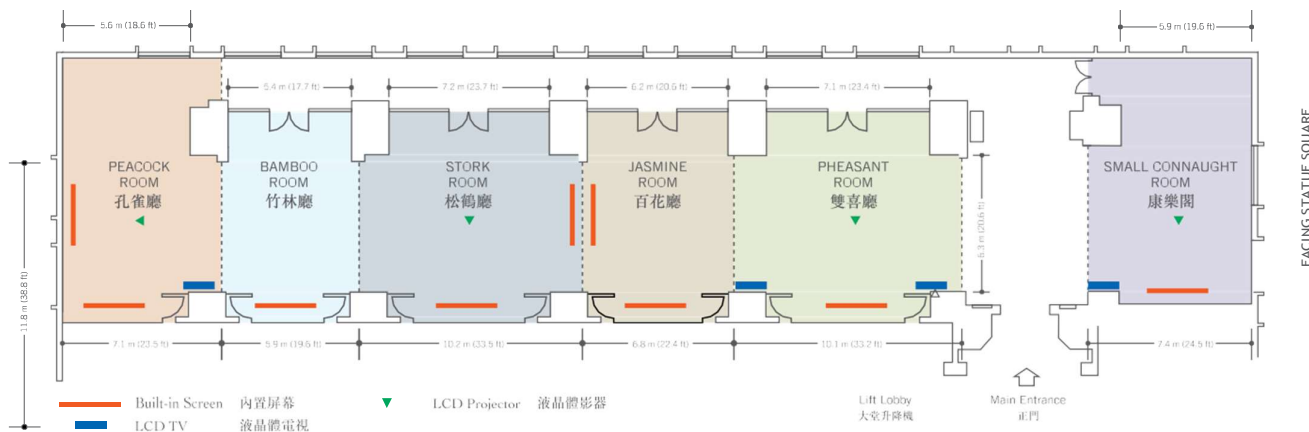 5.6 m (18.6 ft)
5.9 m (19.6 ft)
5.4 m (17.7 ft)
7.2 m (23.7 ft)
6.2 m (20.6 ft)
7.1 m (23.4 ft)
PEACOCK
ROOM
孔雀廳
BAMBOO
ROOM
竹林廳
STORK
ROOM
松鶴廳
JASMINE
ROOM
百花廳
PHEASANT
ROOM
雙喜廳
SMALL CONNAUGHT
ROOM
康樂閣
6.3 m (20.6 ft)
11.8 m (38.8 ft)
FACING STATUE SQUARE
7.1 m (23.5 ft)
5.9 m (19.6 ft)
10.2 m (33.5 ft)
6.8 m (22.4 ft)
10.1 m (33.2 ft)
7.4 m (24.5 ft)
Built-in Screen 內置屏幕
LCD Projector 液晶體影器
LCD TV 液晶體電視
Lift Lobby
大堂升降機
Main Entrance
正門